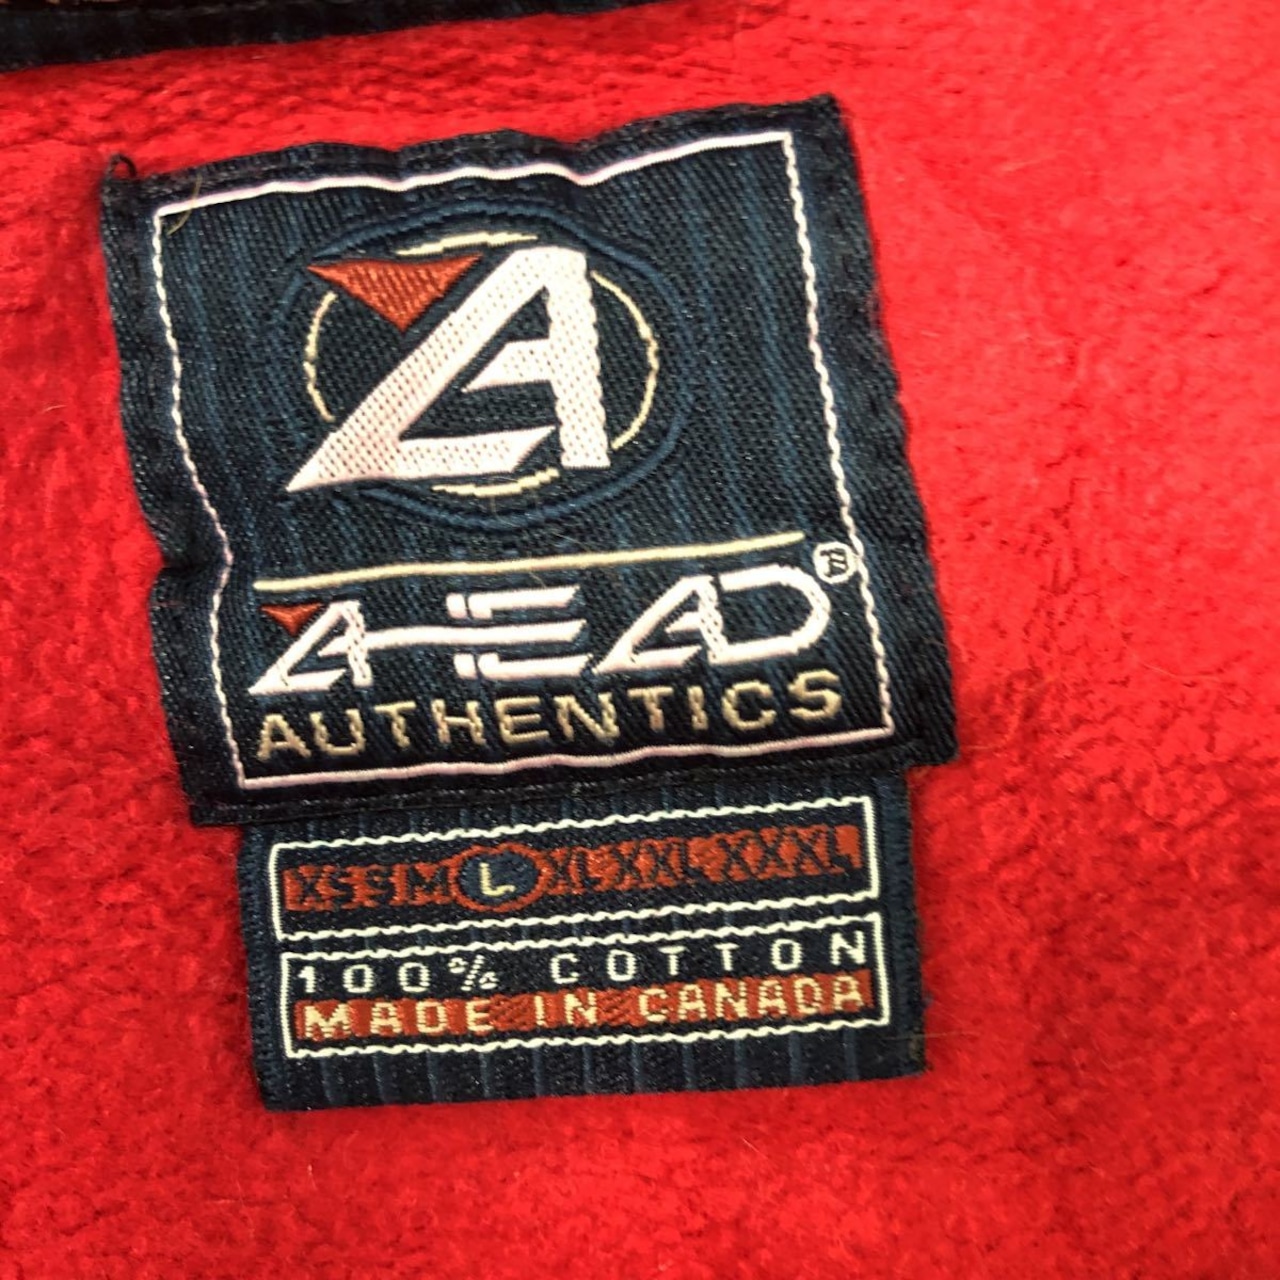 A
AHEAD
AUTHENTICS
XS S M L XL XXL XXXL
100% COTTON
MADE IN CANADA